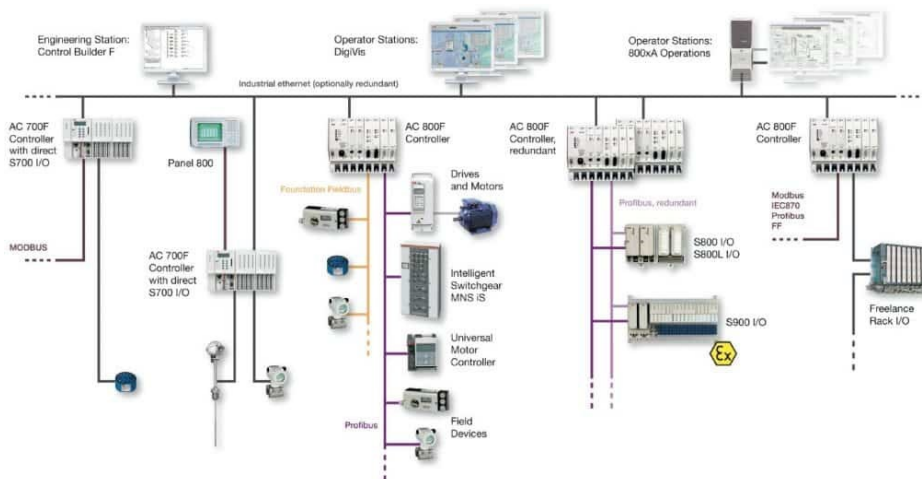 Engineering Station:
Control Builder F
Operator Stations:
DigiVis
Operator Stations:
800xA Operations
Industrial ethernet (optionally redundant)
AC 700F
Controller
with direct
S700 I/O
Panel 800
AC 800F
Controller
AC 800F
Controller,
redundant
AC 800F
Controller
Foundation Fieldbus
Drives
and Motors
Profibus, redundant
Modbus
IEC870
Profibus
FF
MODBUS
AC 700F
Controller
with direct
S700 I/O
S800 I/O
S800L I/O
Intelligent
Switchgear
MNS iS
Freelance
Rack I/O
S900 I/O
Ex
Universal
Motor
Controller
Profibus
Field
Devices